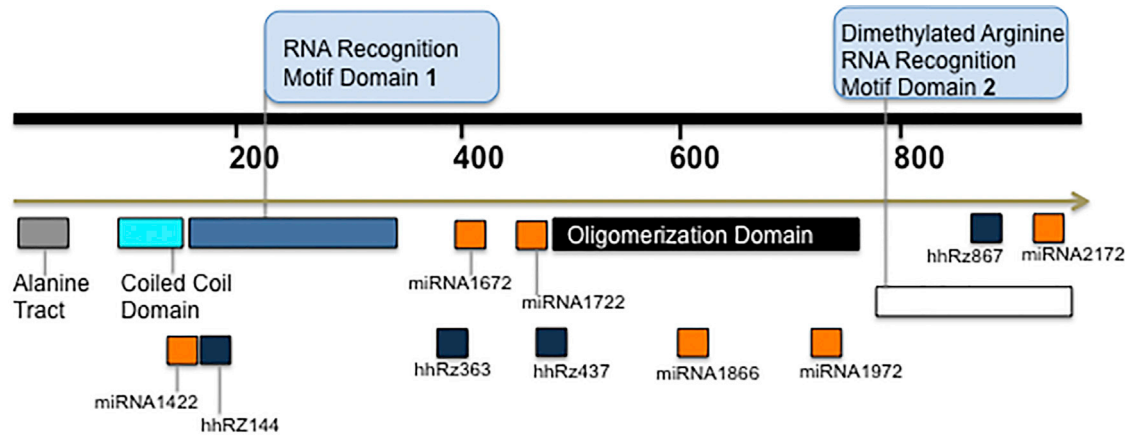 RNA Recognition
Motif Domain 1
Dimethylated Arginine
RNA Recognition
Motif Domain 2
200
400
600
800
Oligomerization Domain
hhRz867
miRNA2172
Alanine
Tract
Coiled Coil
Domain
miRNA1672
miRNA1722
hhRz363
hhRz437
miRNA1866
miRNA1972
miRNA1422
hhRZ144